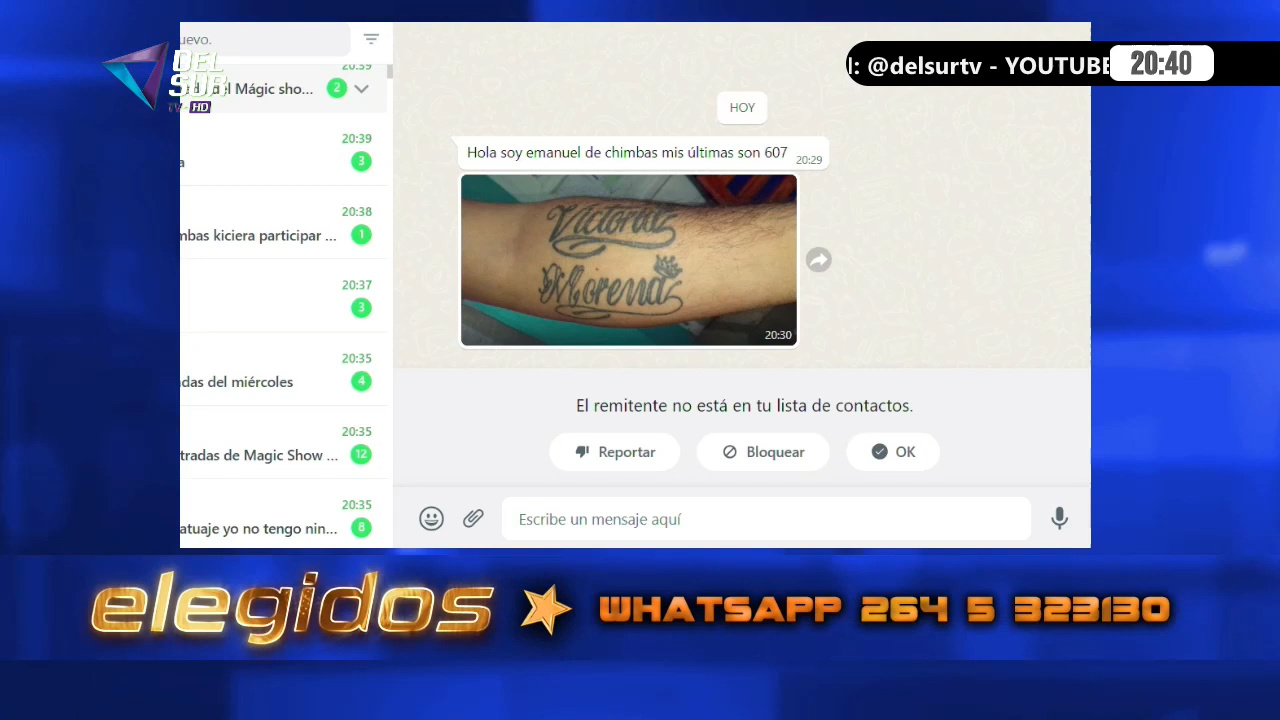 DEL
SUR
TV - HD
I: @delsurtv - YOUTUBE
20:40
uevo.
20:39
del Mágic sho...
2
20:39
a
3
20:38
mbas kiciera participar ...
1
20:37
3
20:35
das del miércoles
4
20:35
tradas de Magic Show ...
12
20:35
atuaje yo no tengo nin...
8
HOY
Hola soy emanuel de chimbas mis últimas son 607
20:29
Victoria
Morena
20:30
El remitente no está en tu lista de contactos.
Reportar
Bloquear
OK
Escribe un mensaje aquí
elegidos
WHATSAPP 264 5 323130